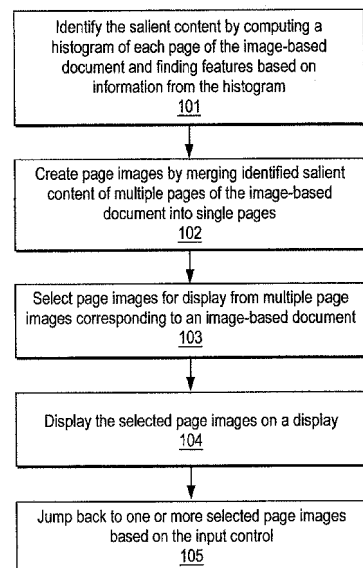 Identify the salient content by computing a
histogram of each page of the image-based
document and finding features based on
information from the histogram
101
Create page images by merging identified salient
content of multiple pages of the image-based
document into single pages
102
Select page images for display from multiple page
images corresponding to an image-based document
103
Display the selected page images on a display
104
Jump back to one or more selected page images
based on the input control
105